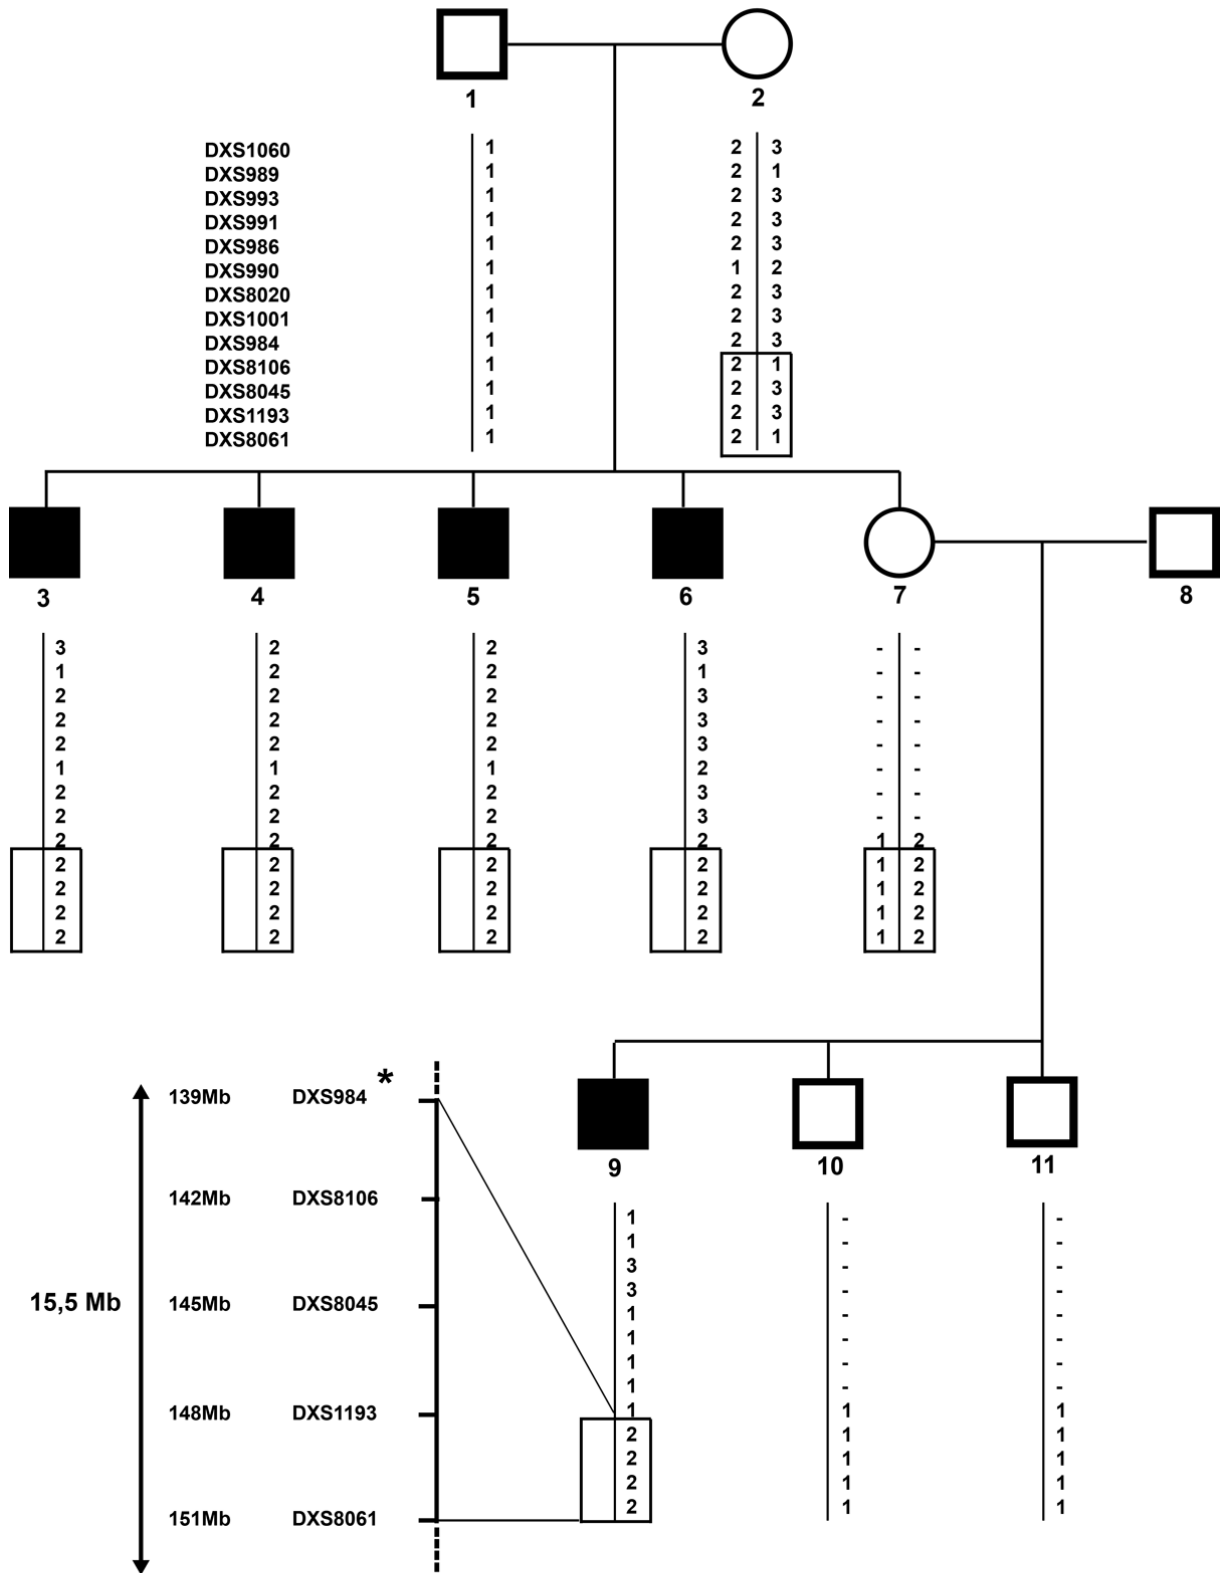 1 2
DXS1060 1 2 3
DXS989 1 2 1
DXS993 1 2 3
DXS991 1 2 3
DXS986 1 2 3
DXS990 1 1 2
DXS8020 1 2 3
DXS1001 1 2 3
DXS984 1 2 3
DXS8106 1 2 1
DXS8045 1 2 3
DXS1193 1 2 3
DXS8061 1 2 1
3 4 5 6 7 8
3 2 2 3 - -
1 2 2 1 - -
2 2 2 3 - -
2 2 2 3 - -
2 2 2 3 - -
1 1 1 2 - -
2 2 2 3 - -
2 2 2 3 - -
2 2 2 2 1 2
2 2 2 2 1 2
2 2 2 2 1 2
2 2 2 2 1 2
2 2 2 2 1 2
*
139Mb DXS984
142Mb DXS8106
145Mb DXS8045
148Mb DXS1193
151Mb DXS8061
15,5 Mb
9 10 11
1 - -
1 - -
3 - -
3 - -
1 - -
1 - -
1 - -
1 - -
1 1 1
2 1 1
2 1 1
2 1 1
2 1 1